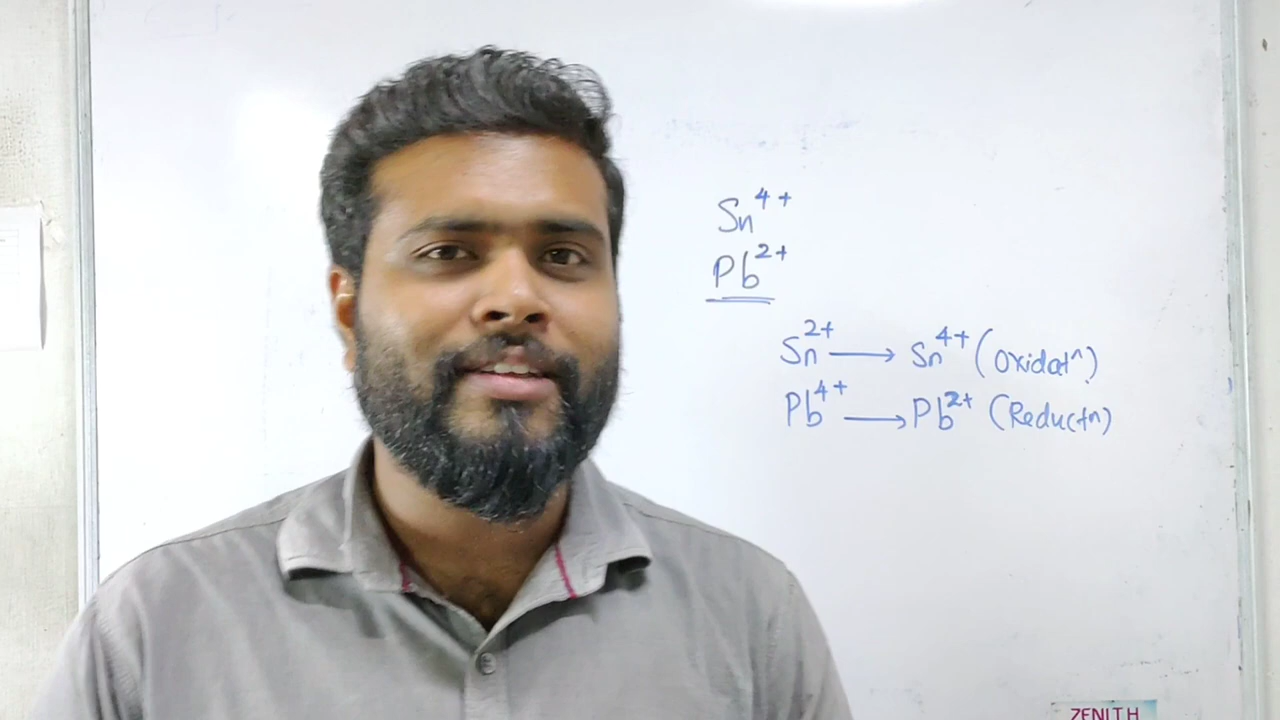 Sn⁴⁺
Pb²⁺
Sn²⁺ → Sn⁴⁺ (Oxidatⁿ)
Pb⁴⁺ → Pb²⁺ (Reductⁿ)
ZENITH